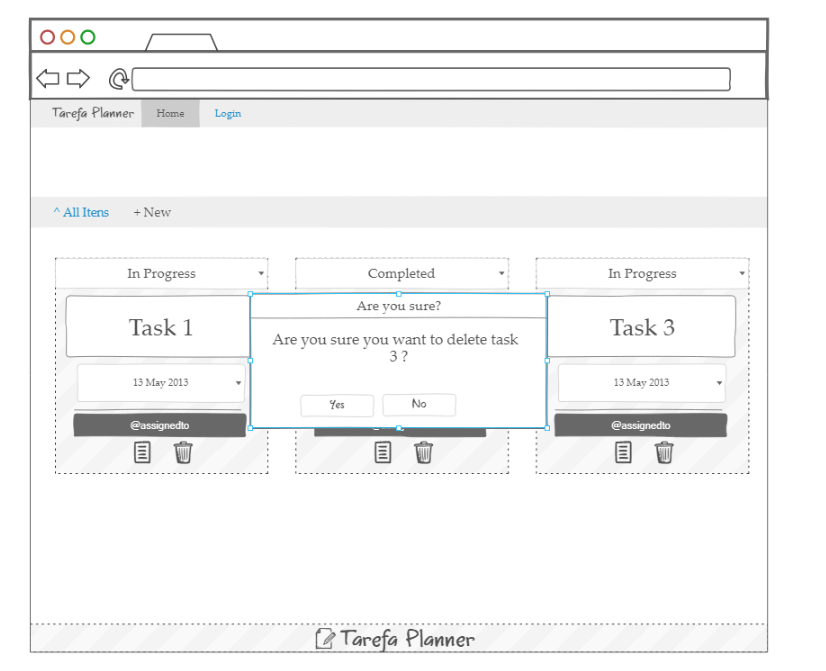 Tarefa Planner Home Login
^ All Itens + New
In Progress Completed In Progress
Are you sure?
Task 1
Are you sure you want to delete task
3 ?
Task 3
13 May 2013
13 May 2013
Yes No
@assignedto
@assignedto
Tarefa Planner